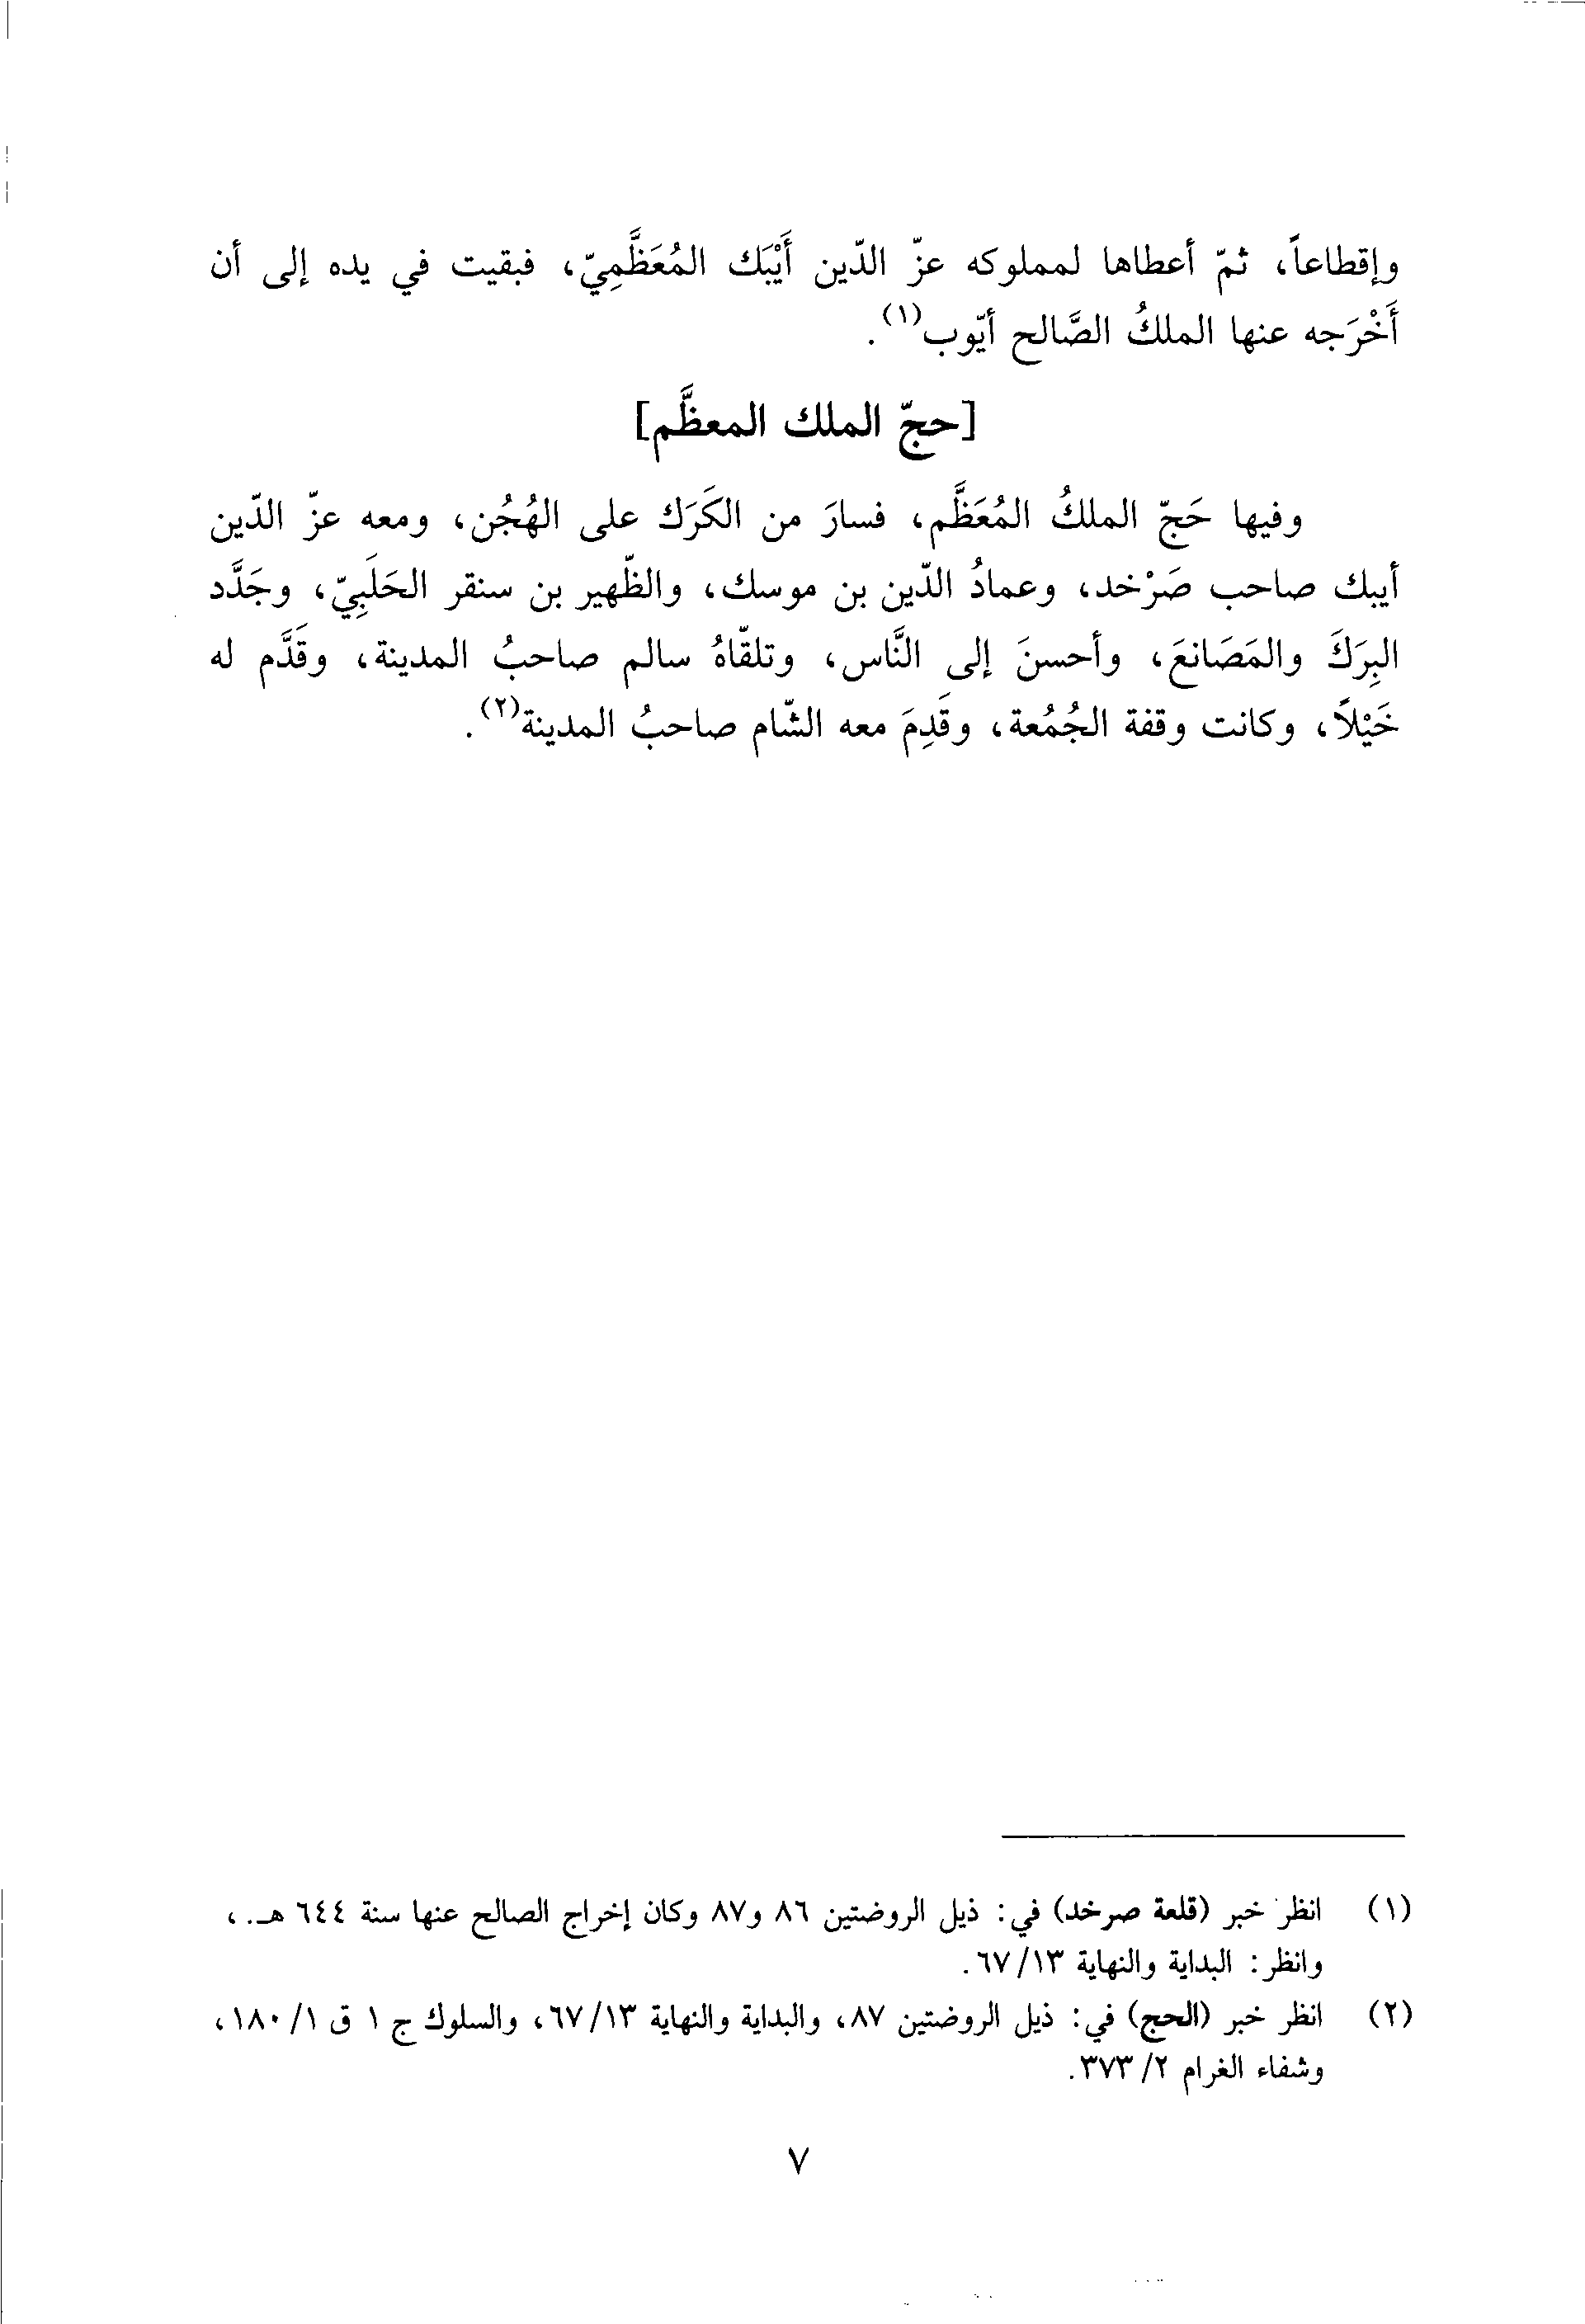 وإقطاعاً، ثمّ أعطاها لمملوكه عزّ الدّين أَيْبَك المُعَظَّمِيّ، فبقيت في يده إلى أن
أَخْرَجه عنها الملكُ الصَّالح أيّوب(١).
[حجّ الملك المعظَّم]
وفيها حَجّ الملكُ المُعَظَّم، فسارَ من الكَرَك على الهُجُن، ومعه عزّ الدّين
أيبك صاحب صَرْخد، وعمادُ الدّين بن موسك، والظّهير بن سنقر الحَلَبِيّ، وجَدَّد
البِرَكَ والمَصَانعَ، وأحسنَ إلى النَّاس، وتلقّاهُ سالم صاحبُ المدينة، وقَدَّم له
خَيْلاً، وكانت وقفة الجُمُعة، وقَدِمَ معه الشّام صاحبُ المدينة(٢).
(١) انظر خبر (قلعة صرخد) في: ذيل الروضتين ٨٦ و٨٧ وكان إخراج الصالح عنها سنة ٦٤٤ هـ.،
وانظر: البداية والنهاية ١٣/ ٦٧.
(٢) انظر خبر (الحج) في: ذيل الروضتين ٨٧، والبداية والنهاية ١٣/ ٦٧، والسلوك ج ١ ق ١/ ١٨٠،
وشفاء الغرام ٢/ ٣٧٣.
٧